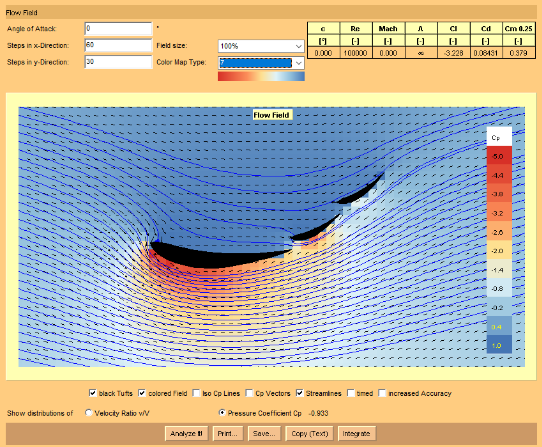 Flow Field
Angle of Attack: 0 °
Steps in x-Direction: 60 Field size: 100%
Steps in y-Direction: 30 Color Map Type:
α Re Mach Λ Cl Cd Cm 0.25
[°] [-] [-] [-] [-] [-] [-]
0.000 100000 0.000 ∞ -3.228 0.08431 0.379
Flow Field
Cp
-5.0
-4.4
-3.8
-3.2
-2.6
-2.0
-1.4
-0.8
-0.2
0.4
1.0
black Tufts colored Field Iso Cp Lines Cp Vectors Streamlines timed increased Accuracy
Show distributions of Velocity Ratio v/V Pressure Coefficient Cp -0.933
Analyze It! Print... Save... Copy (Text) Integrate